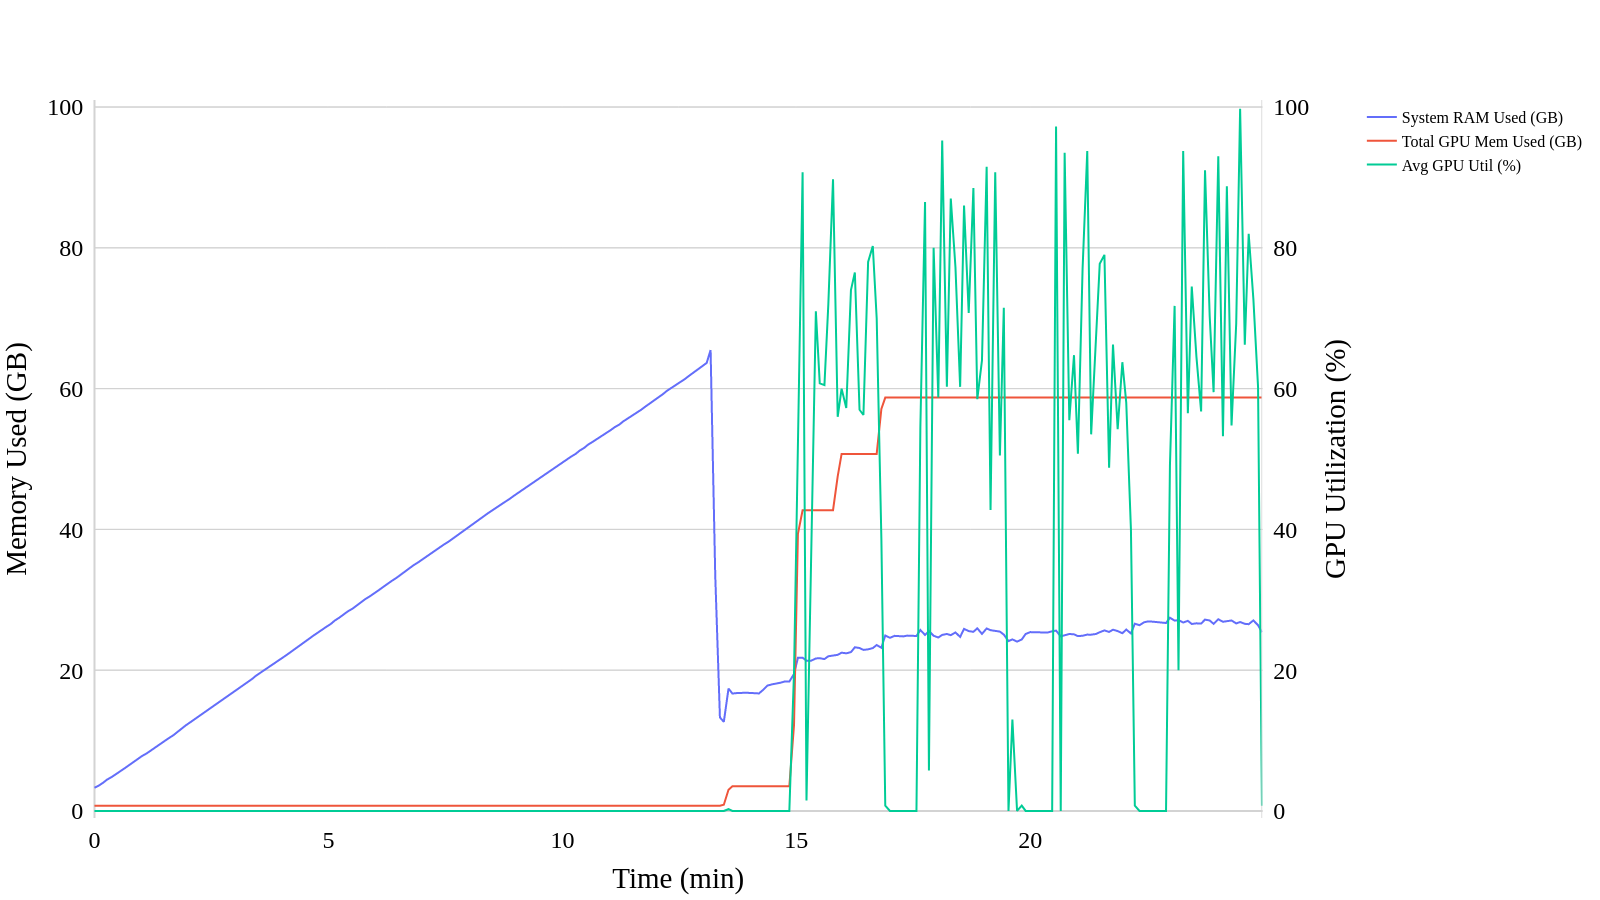 100
80
60
40
20
0
Memory Used (GB)
0
5
10
15
20
Time (min)
100
80
60
40
20
0
GPU Utilization (%)
System RAM Used (GB)
Total GPU Mem Used (GB)
Avg GPU Util (%)